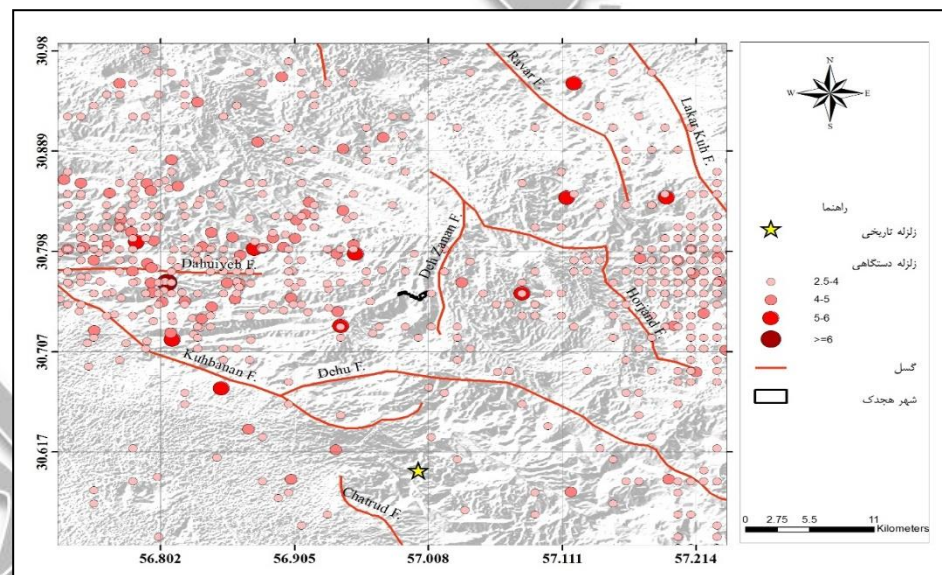 30.98
30.889
30.798
30.707
30.617
56.802
56.905
57.008
57.111
57.214
Ravar F.
Lakar Kuh F.
Deh Zanan F.
Dahuiyeh F.
Horjand F.
Kuhbanan F.
Dehu F.
Chatrud F.
N
W
E
S
راهنما
زلزله تاریخی
زلزله دستگاهی
2.5-4
4-5
5-6
>=6
گسل
شهر هجدک
0 2.75 5.5 11
Kilometers